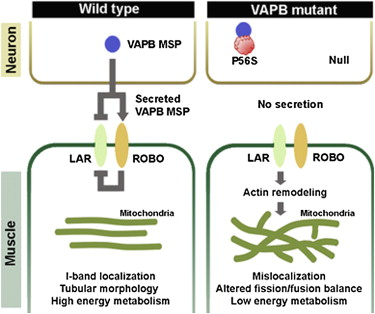 Wild type
VAPB mutant
Neuron
VAPB MSP
P56S
Null
Secreted
VAPB MSP
No secretion
LAR
ROBO
LAR
ROBO
Actin remodeling
Muscle
Mitochondria
Mitochondria
I-band localization
Tubular morphology
High energy metabolism
Mislocalization
Altered fission/fusion balance
Low energy metabolism